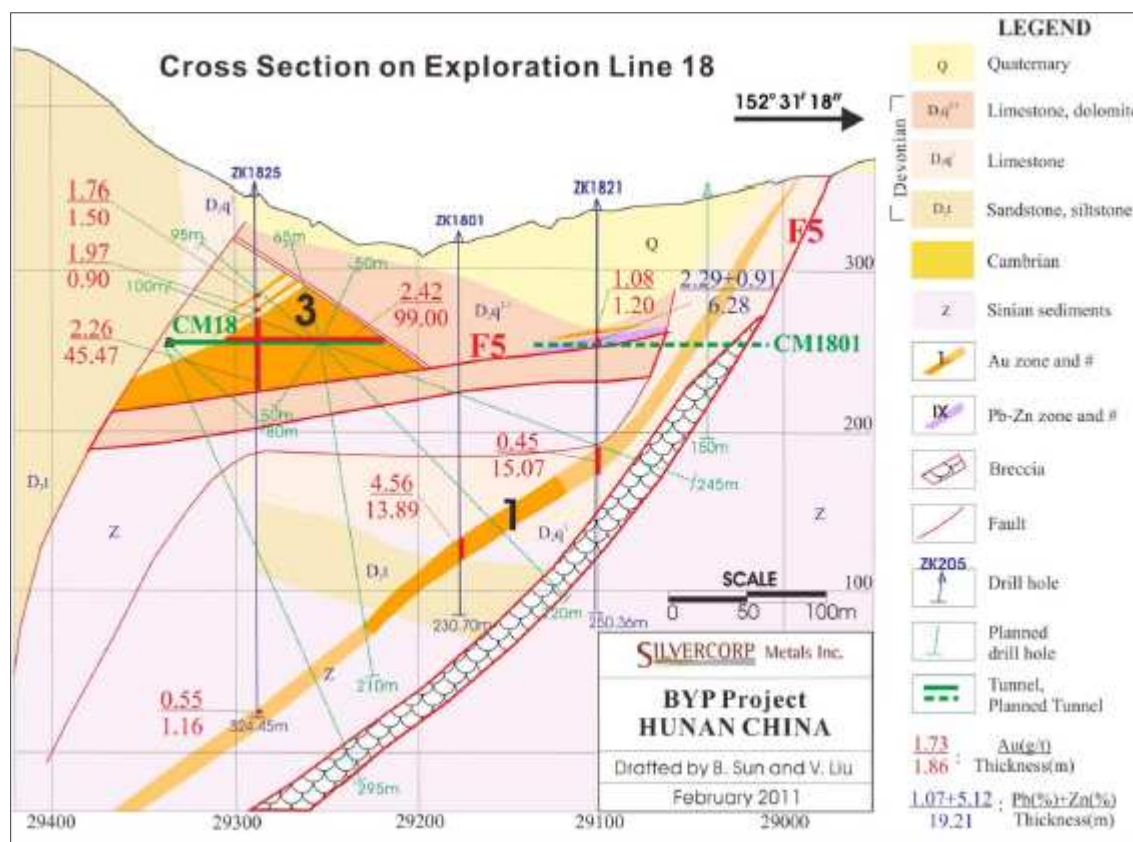 Cross Section on Exploration Line 18
152° 31' 18"
ZK1825
ZK1801
ZK1821
1.76
1.50
1.97
0.90
2.26
45.47
95m
65m
50m
100m
CM18
3
2.42
99.00
F5
Q
1.08
1.20
2.29+0.91
6.28
F5
CM1801
300
200
100
50m
80m
0.45
15.07
150m
245m
4.56
13.89
1
Z
Z
Z
230.70m
220m
250.36m
210m
0.55
1.16
324.45m
295m
SCALE
0 50 100m
SILVERCORP Metals Inc.
BYP Project
HUNAN CHINA
Drafted by B. Sun and V. Liu
February 2011
29400 29300 29200 29100 29000
LEGEND
Q Quaternary
Devonian
Limestone, dolomite
Limestone
D₂t Sandstone, siltstone
Cambrian
Z Sinian sediments
1 Au zone and #
IX Pb-Zn zone and #
Breccia
Fault
ZK205
Drill hole
Planned
drill hole
Tunnel,
Planned Tunnel
1.73 : Au(g/t)
1.86 Thickness(m)
1.07+5.12 : Pb(%)+Zn(%)
19.21 Thickness(m)